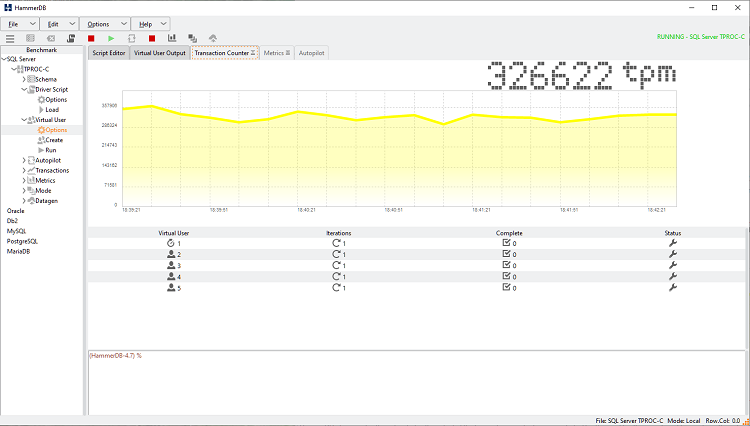 HammerDB
File Edit Options Help
RUNNING - SQL Server TPROC-C
Benchmark
SQL Server
TPROC-C
Schema
Driver Script
Options
Load
Virtual User
Options
Create
Run
Autopilot
Transactions
Metrics
Mode
Datagen
Oracle
Db2
MySQL
PostgreSQL
MariaDB
Script Editor Virtual User Output Transaction Counter Metrics Autopilot
326622 tpm
357908
286324
214743
143162
71581
0
18:39:21 18:39:51 18:40:21 18:40:51 18:41:21 18:41:51 18:42:21
Virtual User Iterations Complete Status
1 1 0
2 1 0
3 1 0
4 1 0
5 1 0
(HammerDB-4.7) %
File: SQL Server TPROC-C Mode: Local Row.Col: 0.0